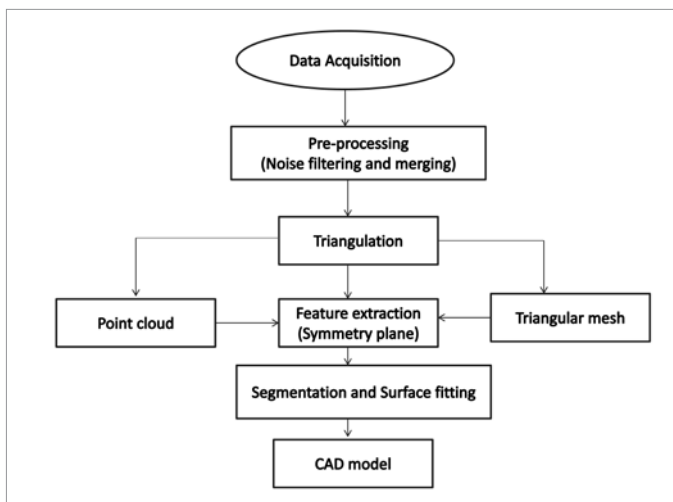 Data Acquisition
Pre-processing
(Noise filtering and merging)
Triangulation
Point cloud
Feature extraction
(Symmetry plane)
Triangular mesh
Segmentation and Surface fitting
CAD model